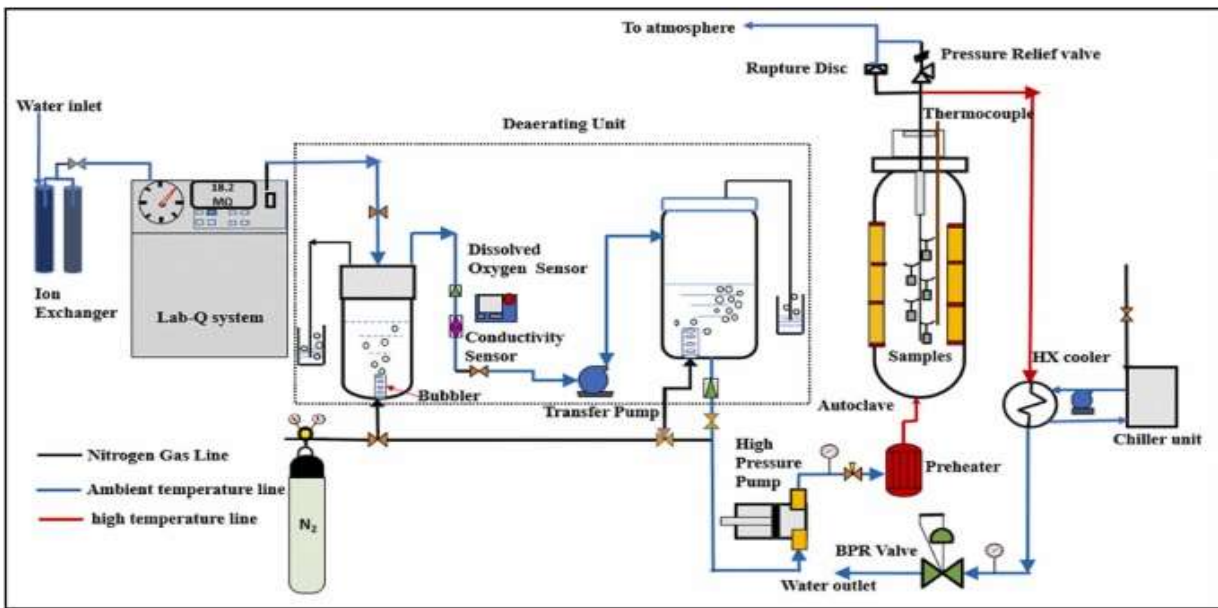 To atmosphere
Pressure Relief valve
Rupture Disc
Water inlet
Thermocouple
Deaerating Unit
18.2
MΩ
Dissolved
Oxygen Sensor
Ion
Exchanger
Lab-Q system
Conductivity
Sensor
Samples
HX cooler
Bubbler
Transfer Pump
Autoclave
Chiller unit
High
Pressure
Pump
Preheater
Nitrogen Gas Line
Ambient temperature line
high temperature line
N2
BPR Valve
Water outlet